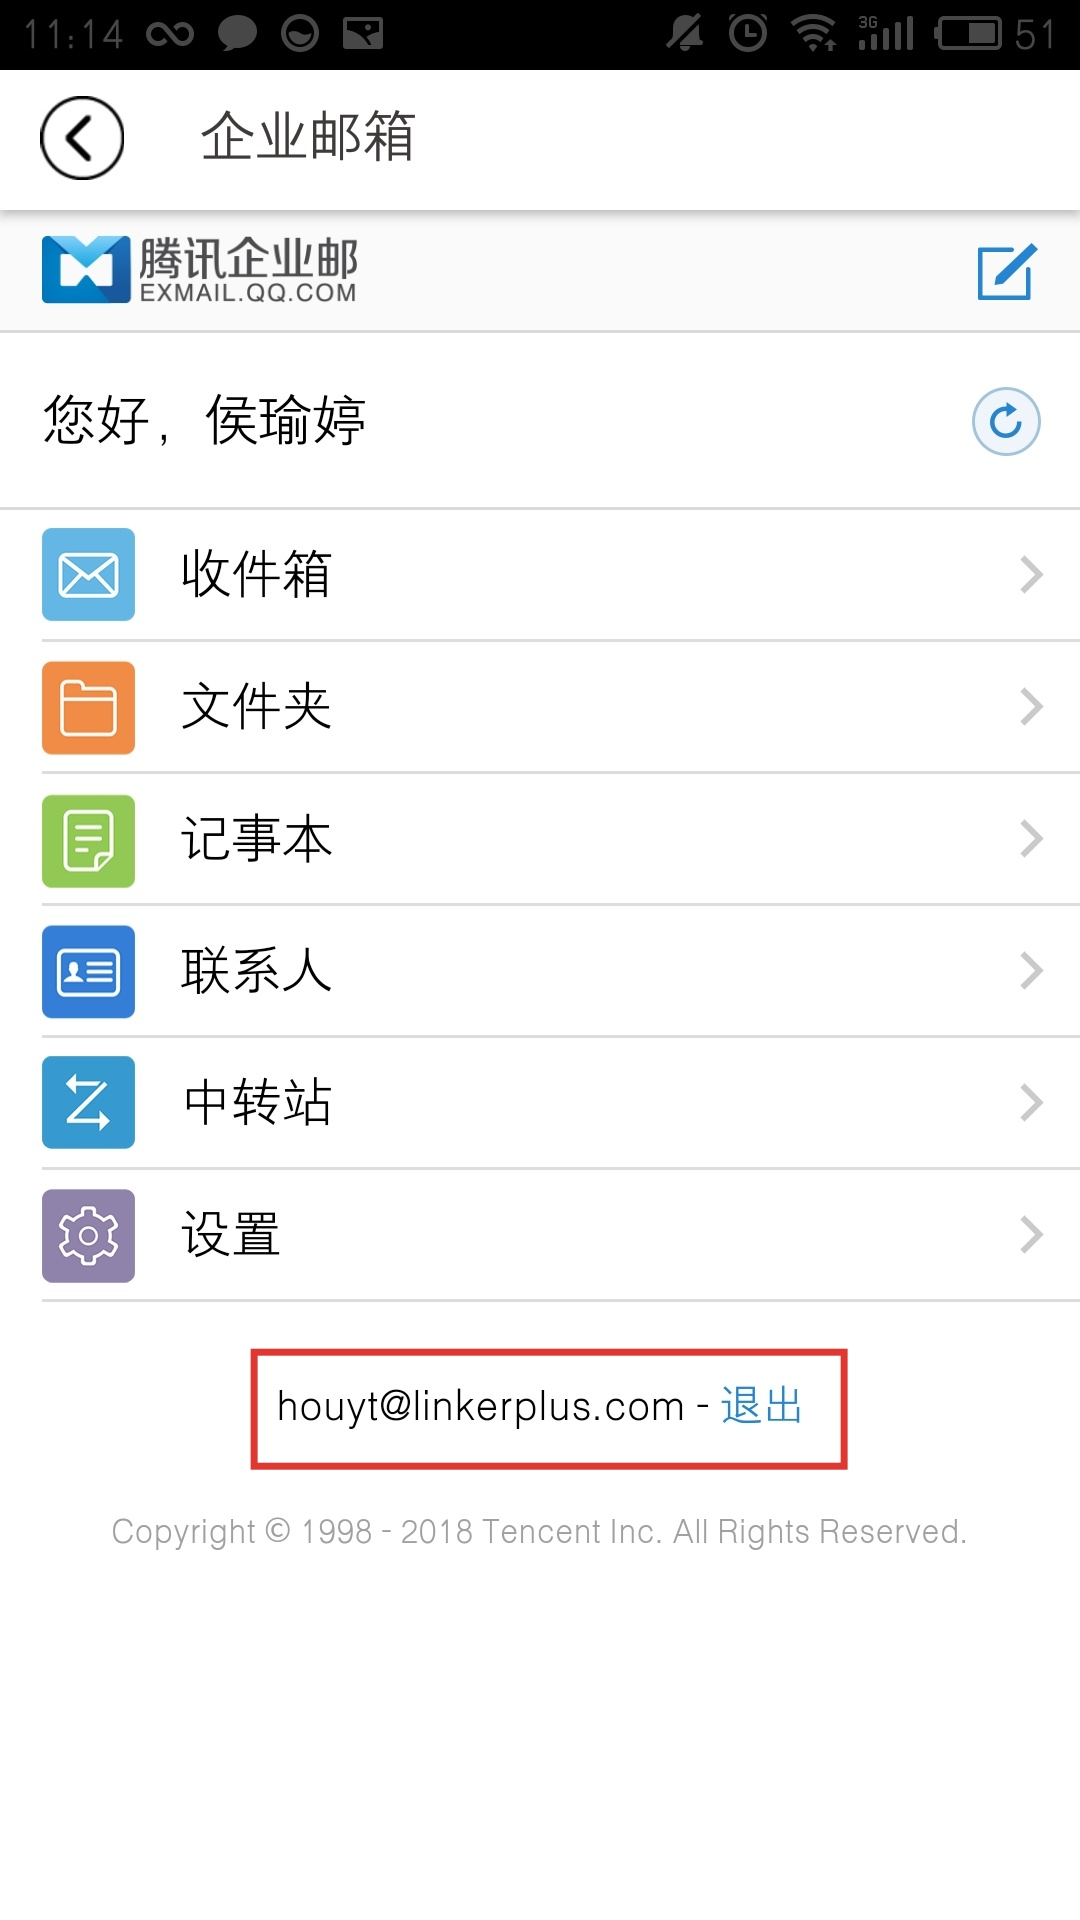 11:14 3G 51
企业邮箱
腾讯企业邮
EXMAIL.QQ.COM
您好，侯瑜婷
收件箱
文件夹
记事本
联系人
中转站
设置
houyt@linkerplus.com - 退出
Copyright © 1998 - 2018 Tencent Inc. All Rights Reserved.